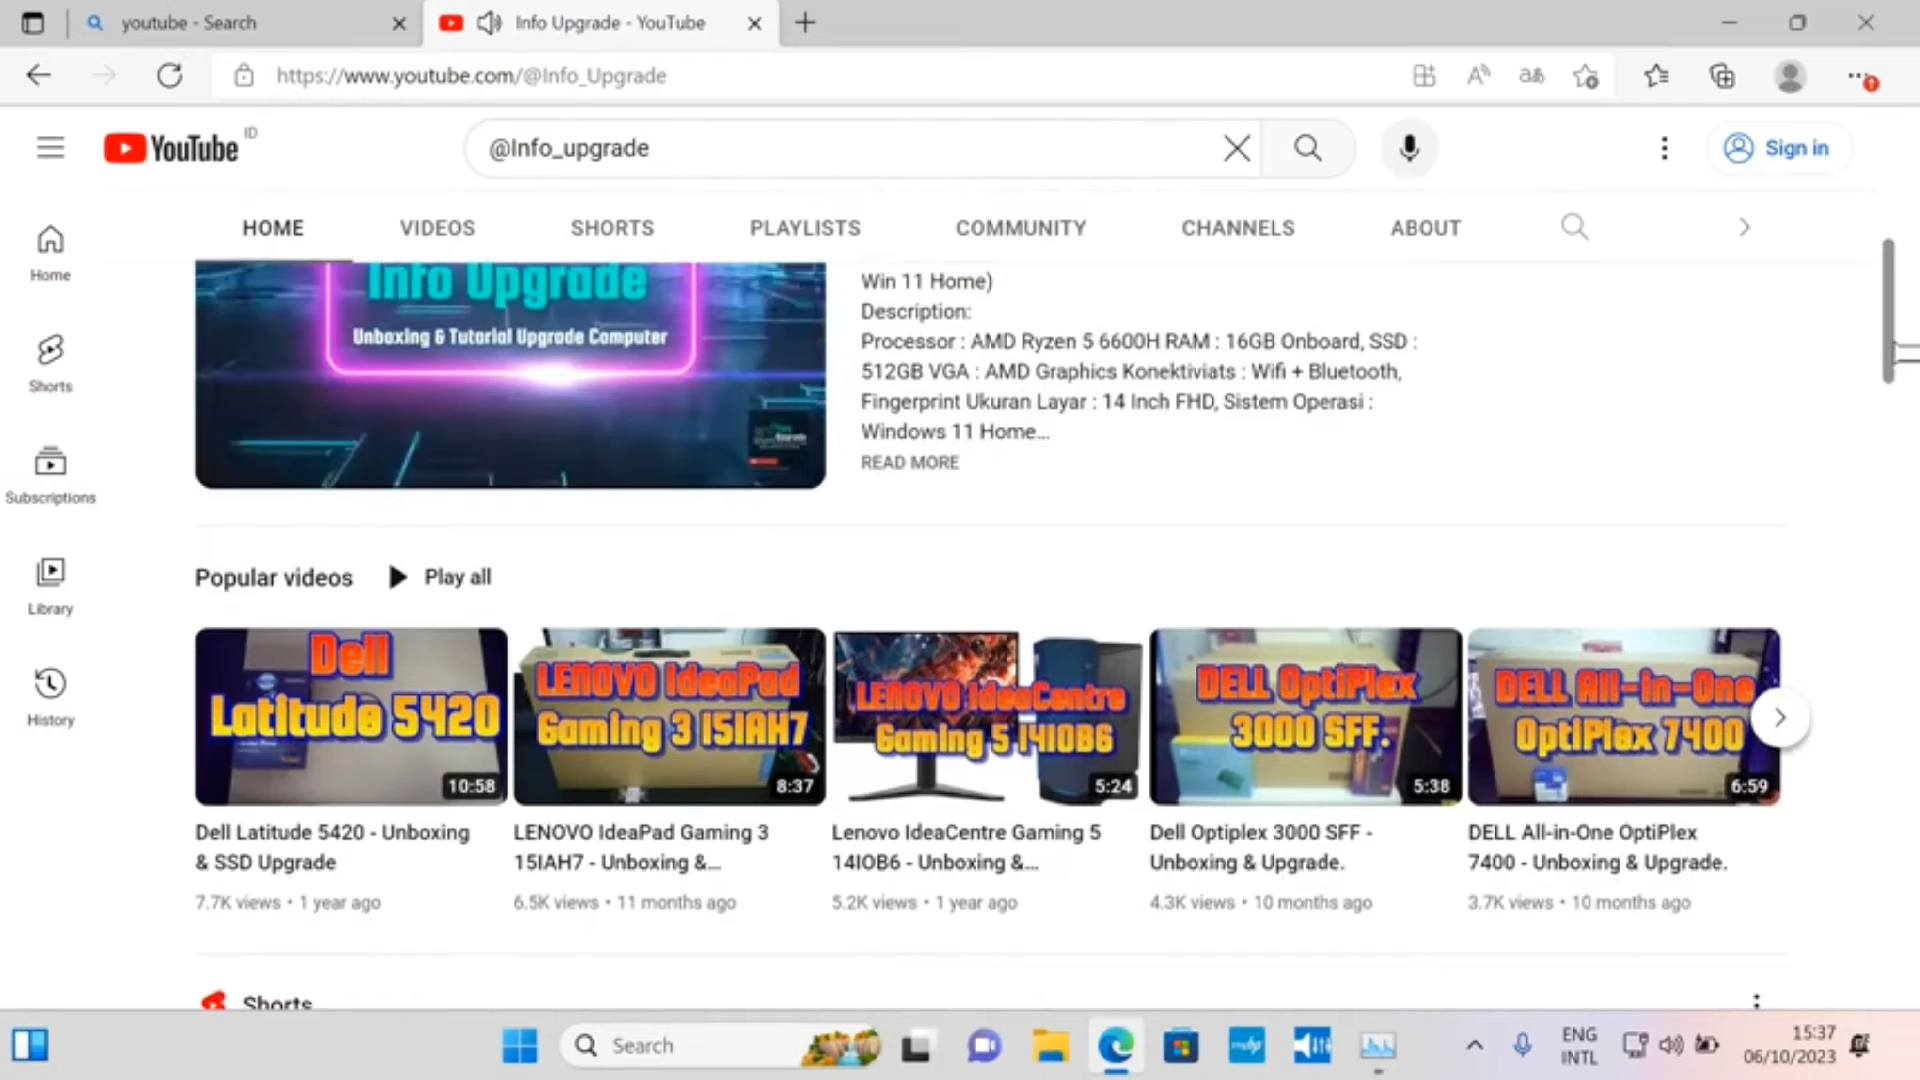 youtube - Search
Info Upgrade - YouTube
https://www.youtube.com/@Info_Upgrade
YouTube ID
@Info_upgrade
Sign in
HOME VIDEOS SHORTS PLAYLISTS COMMUNITY CHANNELS ABOUT
Home
Shorts
Subscriptions
Library
History
Info Upgrade
Unboxing & Tutorial Upgrade Computer
Win 11 Home)
Description:
Processor : AMD Ryzen 5 6600H RAM : 16GB Onboard, SSD :
512GB VGA : AMD Graphics Konektiviats : Wifi + Bluetooth,
Fingerprint Ukuran Layar : 14 Inch FHD, Sistem Operasi :
Windows 11 Home...
READ MORE
Popular videos Play all
Dell
Latitude 5420
10:58
Dell Latitude 5420 - Unboxing
& SSD Upgrade
7.7K views • 1 year ago
LENOVO IdeaPad
Gaming 3 15IAH7
8:37
LENOVO IdeaPad Gaming 3
15IAH7 - Unboxing &...
6.5K views • 11 months ago
LENOVO IdeaCentre
Gaming 5 14IOB6
5:24
Lenovo IdeaCentre Gaming 5
14IOB6 - Unboxing &...
5.2K views • 1 year ago
DELL OptiPlex
3000 SFF.
5:38
Dell Optiplex 3000 SFF -
Unboxing & Upgrade.
4.3K views • 10 months ago
DELL All-in-One
OptiPlex 7400
6:59
DELL All-in-One OptiPlex
7400 - Unboxing & Upgrade.
3.7K views • 10 months ago
Shorts
Search
myhp
ENG
INTL
15:37
06/10/2023